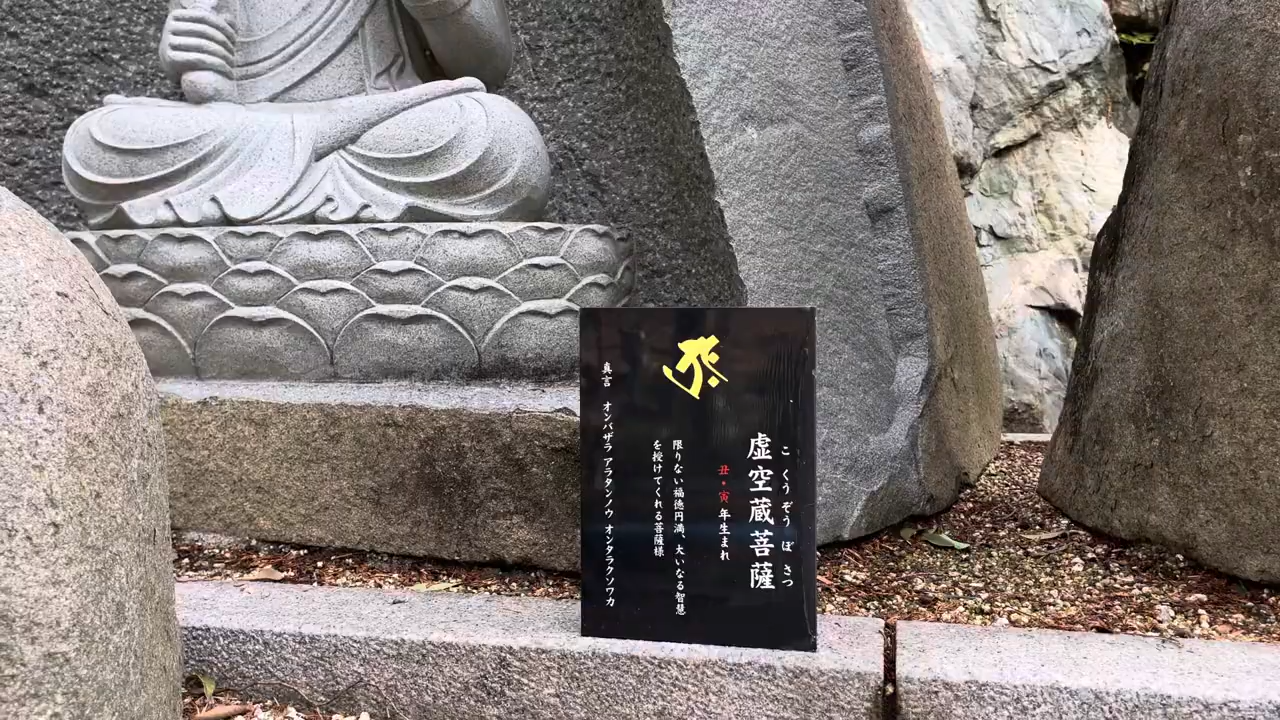 こくうぞうぼさつ
虚空蔵菩薩
丑・寅年生まれ
限りない福徳円満、大いなる智慧
を授けてくれる菩薩様
真言 オンバザラ アラタンノウ オンタラクソワカ